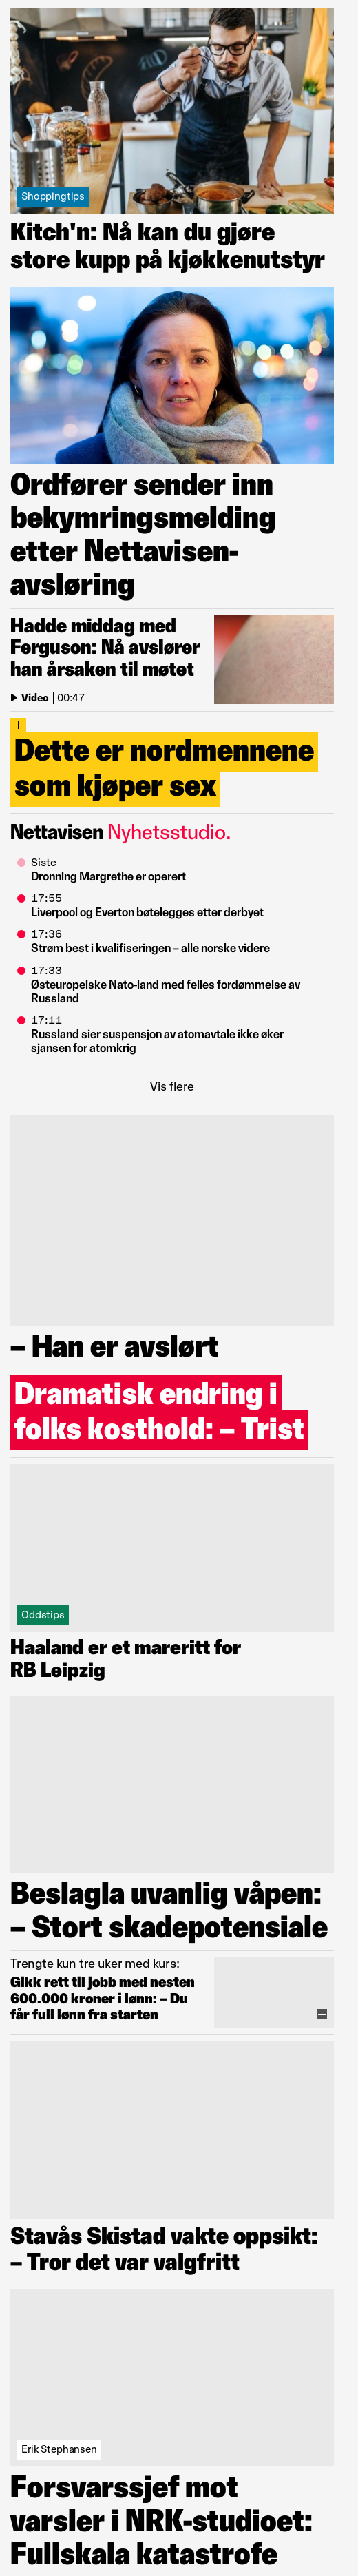 Shoppingtips
Kitch'n: Nå kan du gjøre
store kupp på kjøkkenutstyr
Ordfører sender inn
bekymringsmelding
etter Nettavisen-
avsløring
Hadde middag med
Ferguson: Nå avslører
han årsaken til møtet
Video | 00:47
+
Dette er nordmennene
som kjøper sex
Nettavisen Nyhetsstudio.
Siste
Dronning Margrethe er operert
17:55
Liverpool og Everton bøtelegges etter derbyet
17:36
Strøm best i kvalifiseringen – alle norske videre
17:33
Østeuropeiske Nato-land med felles fordømmelse av
Russland
17:11
Russland sier suspensjon av atomavtale ikke øker
sjansen for atomkrig
Vis flere
– Han er avslørt
Dramatisk endring i
folks kosthold: – Trist
Oddstips
Haaland er et mareritt for
RB Leipzig
Beslagla uvanlig våpen:
– Stort skadepotensiale
Trengte kun tre uker med kurs:
Gikk rett til jobb med nesten
600.000 kroner i lønn: – Du
får full lønn fra starten
Stavås Skistad vakte oppsikt:
– Tror det var valgfritt
Erik Stephansen
Forsvarssjef mot
varsler i NRK-studioet:
Fullskala katastrofe